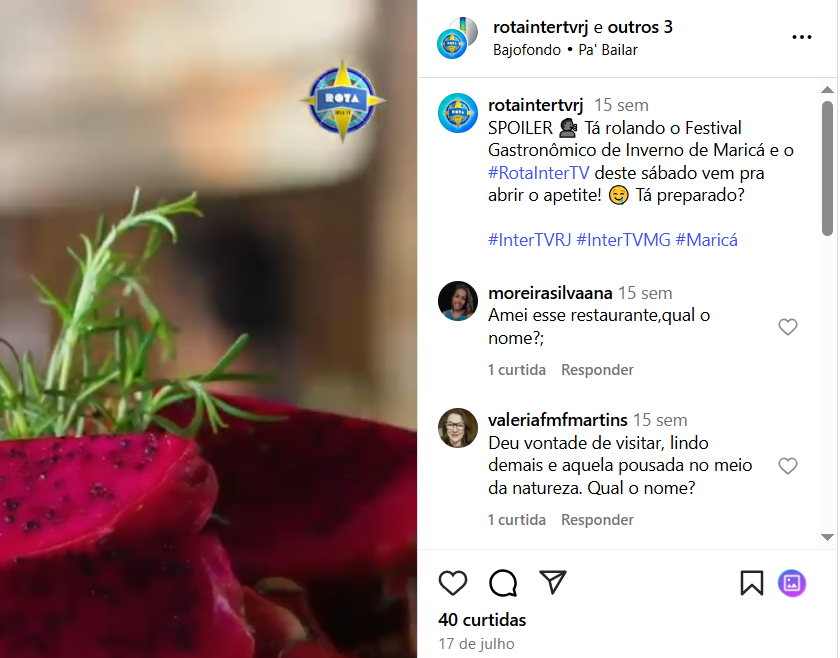 ROTA
rotaintertvrj e outros 3
Bajofondo • Pa' Bailar
rotaintertvrj 15 sem
SPOILER 🗣️ Tá rolando o Festival
Gastronômico de Inverno de Maricá e o
#RotaInterTV deste sábado vem pra
abrir o apetite! 😋 Tá preparado?
#InterTVRJ #InterTVMG #Maricá
moreirasilvaana 15 sem
Amei esse restaurante,qual o
nome?;
1 curtida Responder
valeriafmfmartins 15 sem
Deu vontade de visitar, lindo
demais e aquela pousada no meio
da natureza. Qual o nome?
1 curtida Responder
40 curtidas
17 de julho